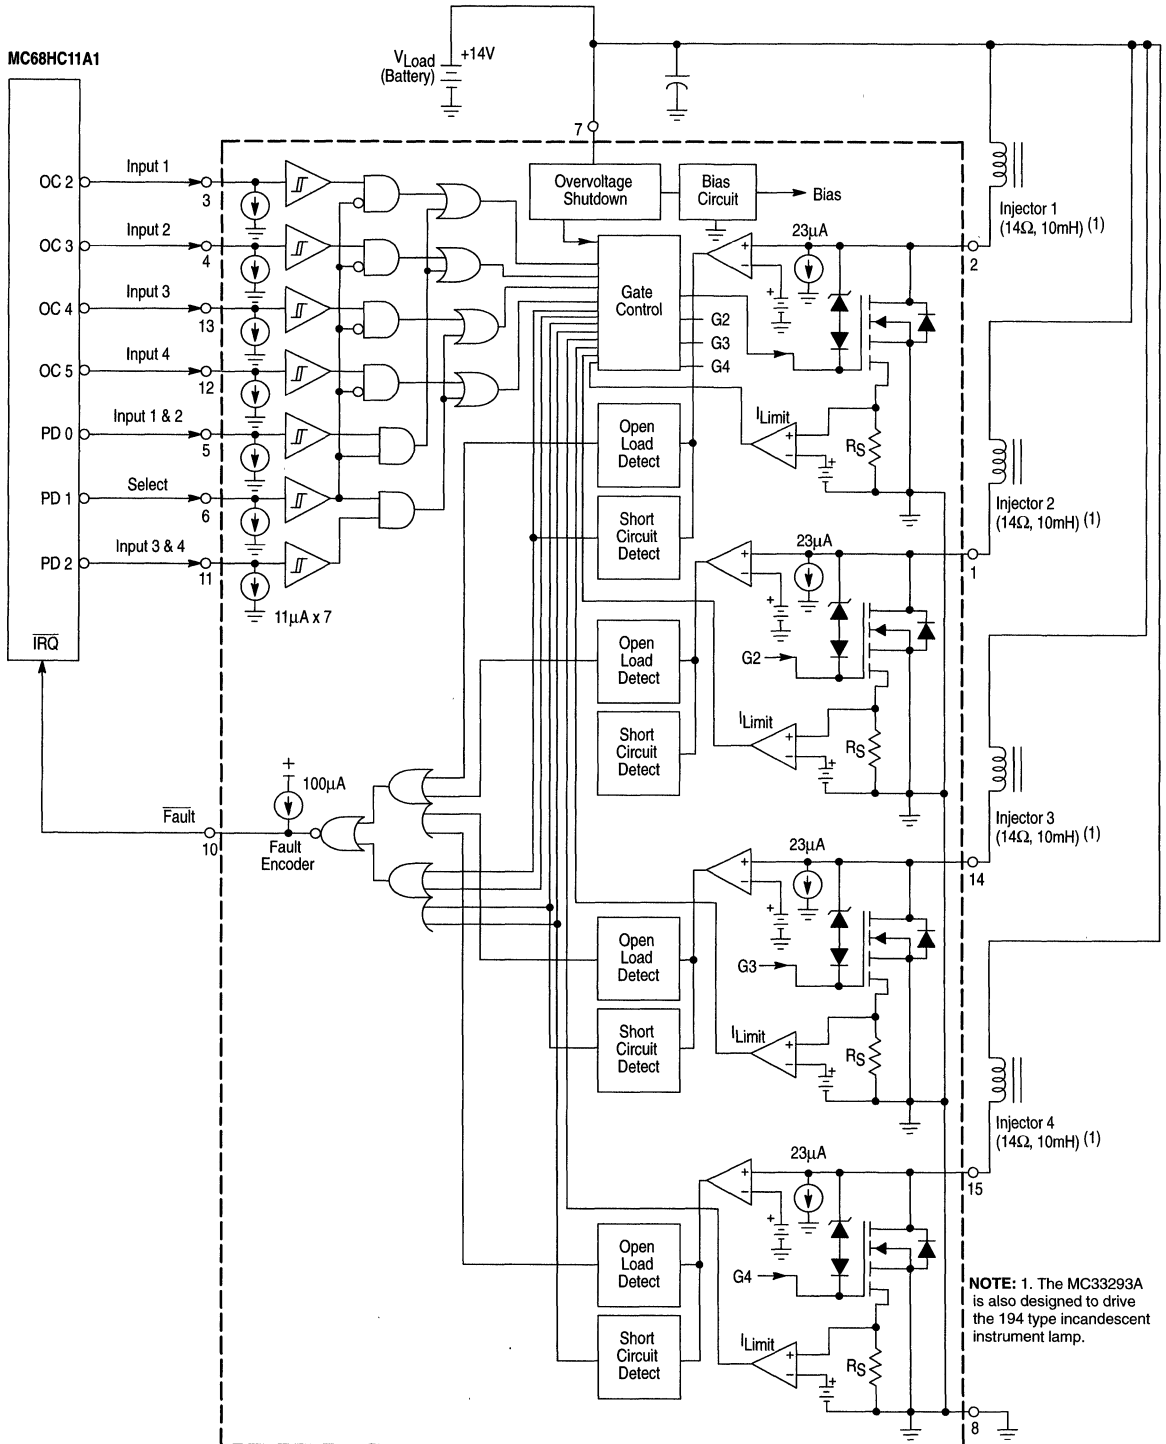 MC68HC11A1
VLoad
(Battery)
+14V
7
OC 2
Input 1
3
OC 3
Input 2
4
OC 4
Input 3
13
OC 5
Input 4
12
PD 0
Input 1 & 2
5
PD 1
Select
6
PD 2
Input 3 & 4
11
11μA x 7
IRQ
Overvoltage
Shutdown
Bias
Circuit
Bias
Gate
Control
G2
G3
G4
23μA
+
−
+
2
Injector 1
(14Ω, 10mH) (1)
Open
Load
Detect
ILimit
+
−
+
RS
Short
Circuit
Detect
23μA
+
−
+
1
Injector 2
(14Ω, 10mH) (1)
G2
Open
Load
Detect
ILimit
+
−
+
RS
Short
Circuit
Detect
+
100μA
Fault
10
Fault
Encoder
23μA
+
−
+
14
Injector 3
(14Ω, 10mH) (1)
G3
Open
Load
Detect
ILimit
+
−
+
RS
Short
Circuit
Detect
23μA
+
−
+
15
Injector 4
(14Ω, 10mH) (1)
G4
Open
Load
Detect
ILimit
+
−
+
RS
Short
Circuit
Detect
8
NOTE: 1. The MC33293A
is also designed to drive
the 194 type incandescent
instrument lamp.